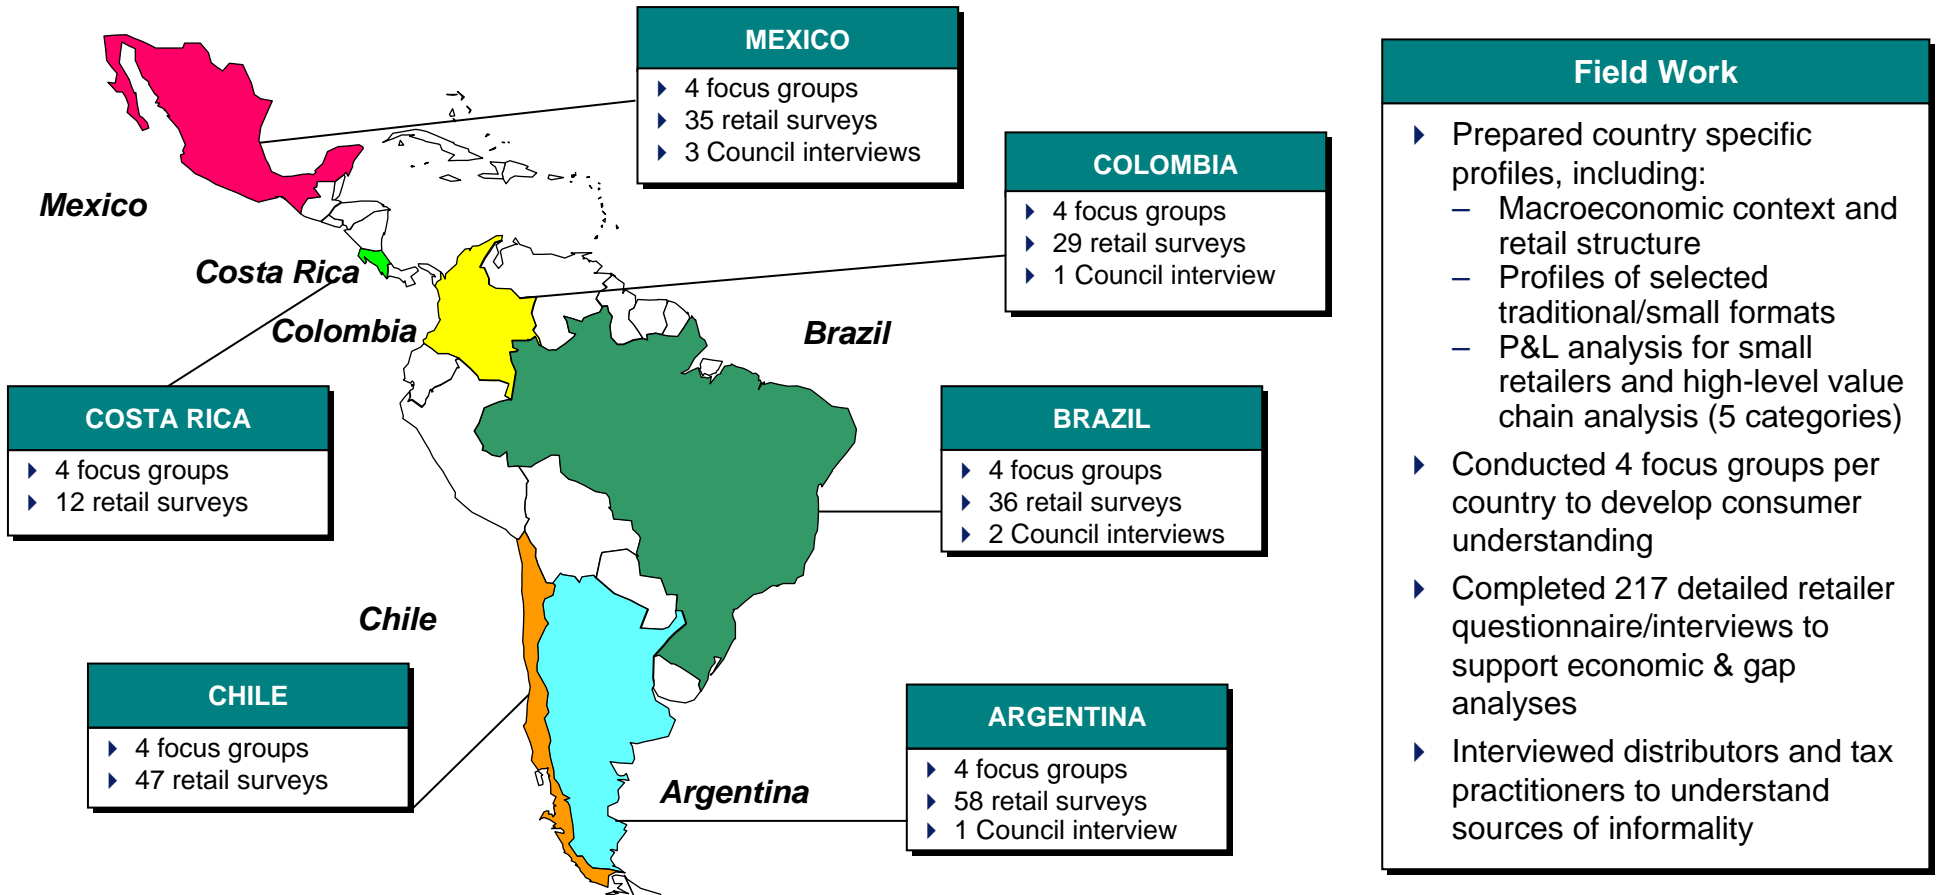 MEXICO
4 focus groups
35 retail surveys
3 Council interviews
COLOMBIA
4 focus groups
29 retail surveys
1 Council interview
Mexico
Costa Rica
Colombia
Brazil
COSTA RICA
4 focus groups
12 retail surveys
BRAZIL
4 focus groups
36 retail surveys
2 Council interviews
Chile
CHILE
4 focus groups
47 retail surveys
Argentina
ARGENTINA
4 focus groups
58 retail surveys
1 Council interview
Field Work
Prepared country specific
profiles, including:
– Macroeconomic context and
retail structure
– Profiles of selected
traditional/small formats
– P&L analysis for small
retailers and high-level value
chain analysis (5 categories)
Conducted 4 focus groups per
country to develop consumer
understanding
Completed 217 detailed retailer
questionnaire/interviews to
support economic & gap
analyses
Interviewed distributors and tax
practitioners to understand
sources of informality